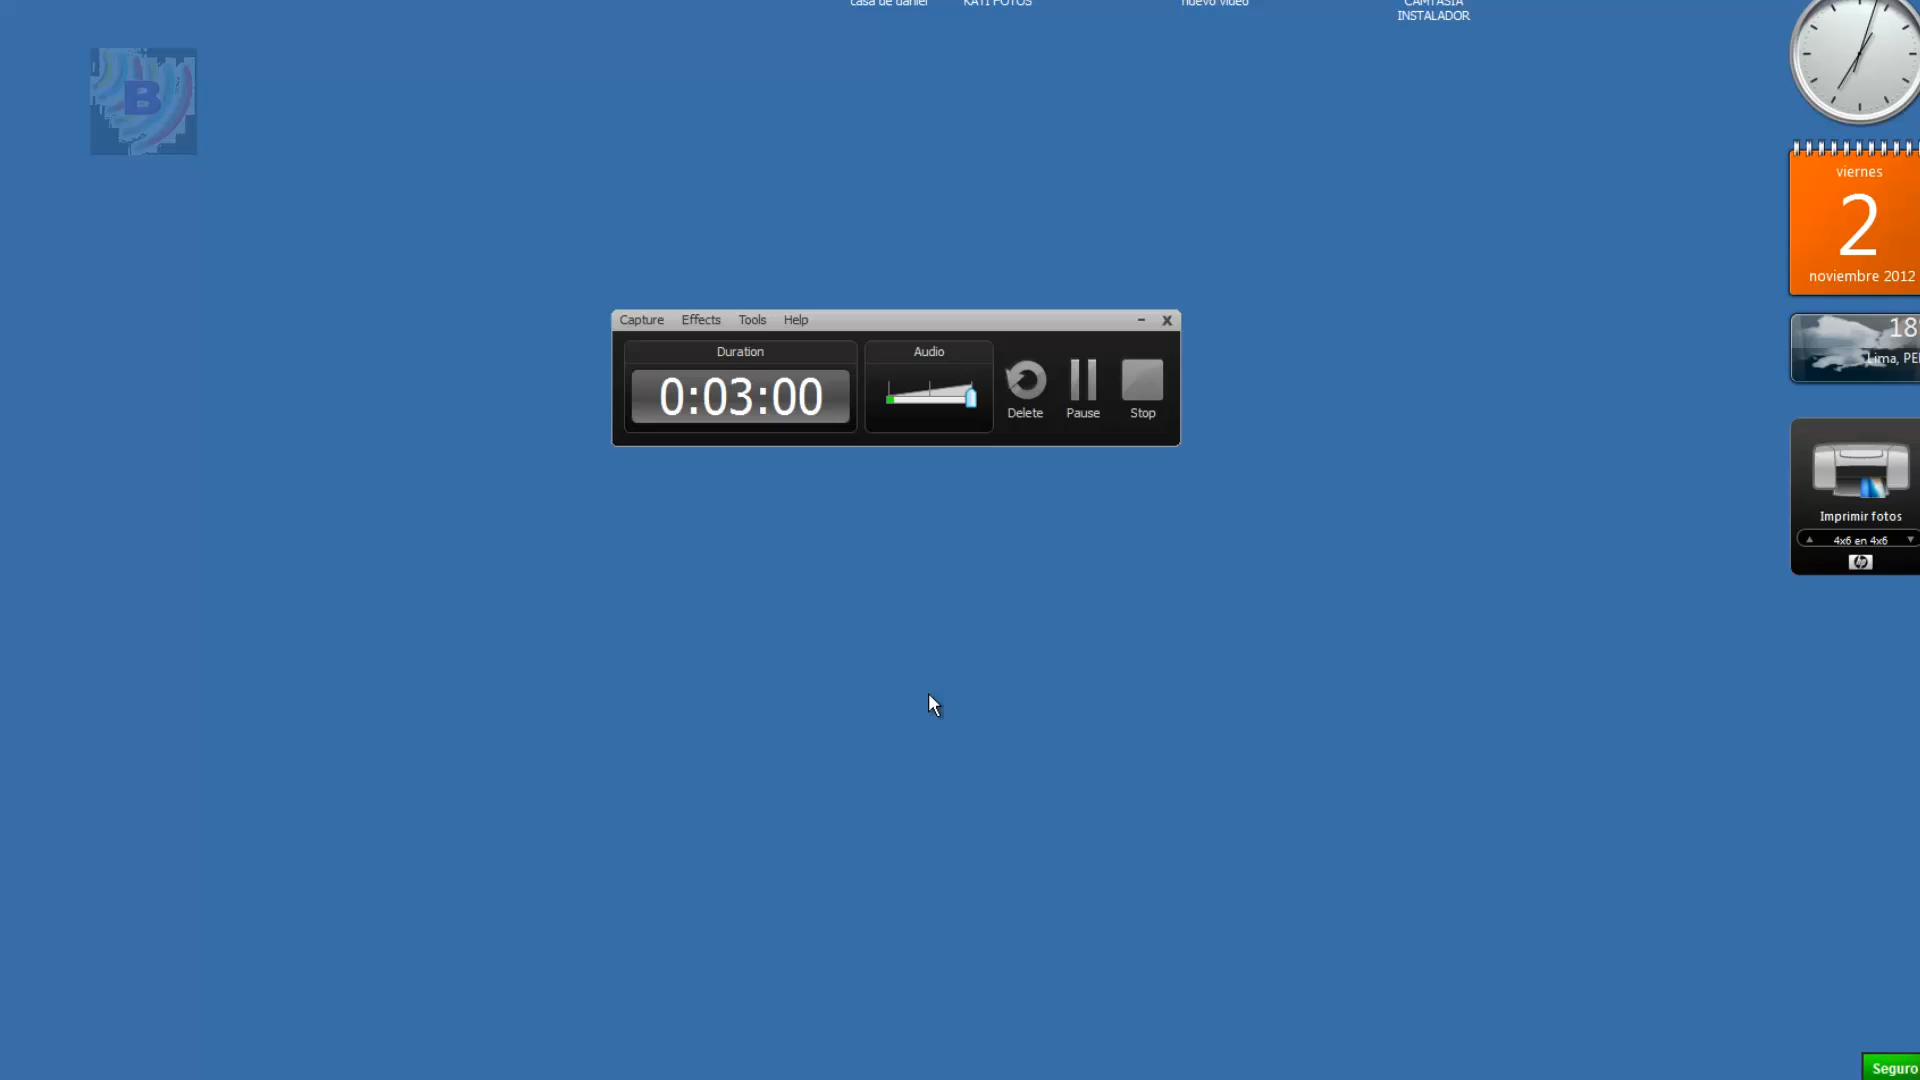 casa de daniel
KATI FOTOS
nuevo video
CAMTASIA
INSTALADOR
B
viernes
2
noviembre 2012
Capture Effects Tools Help
Duration
Audio
0:03:00
Delete
Pause
Stop
18°
Lima, PE
Imprimir fotos
4x6 en 4x6
hp
Seguro